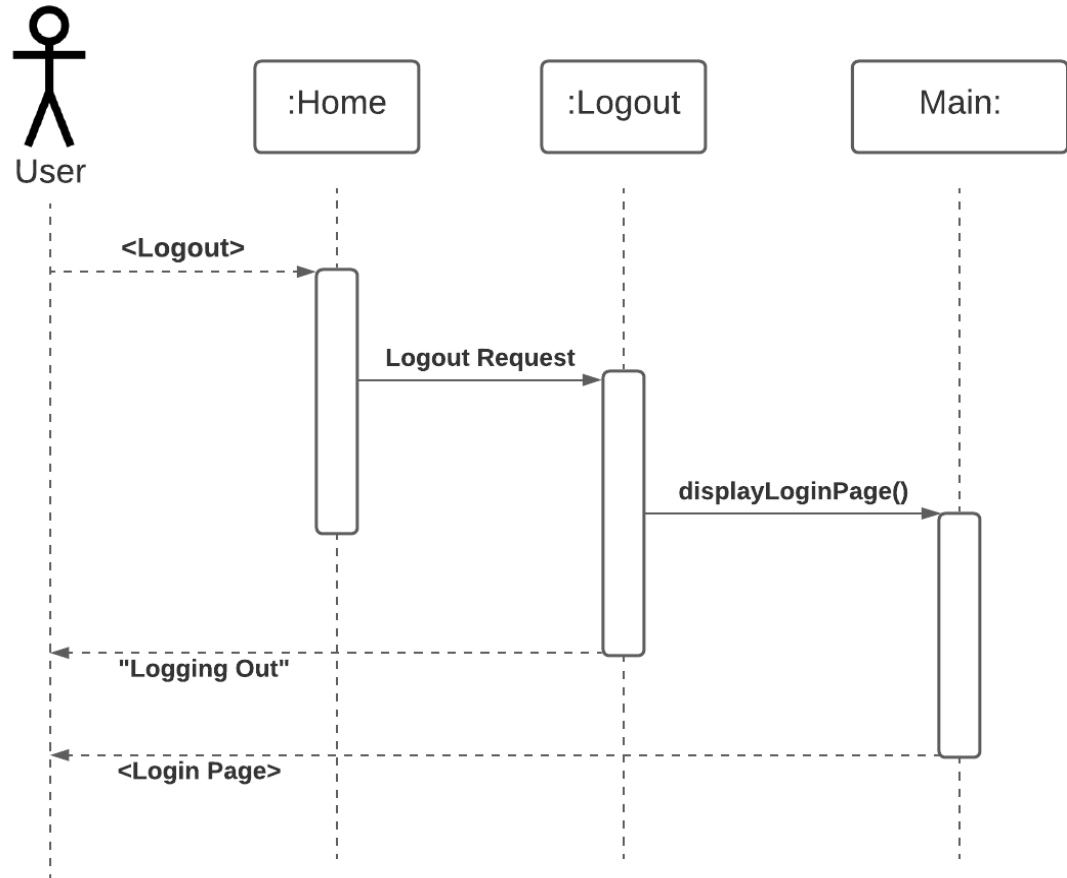 :Home
:Logout
Main:
User
<Logout>
Logout Request
displayLoginPage()
"Logging Out"
<Login Page>